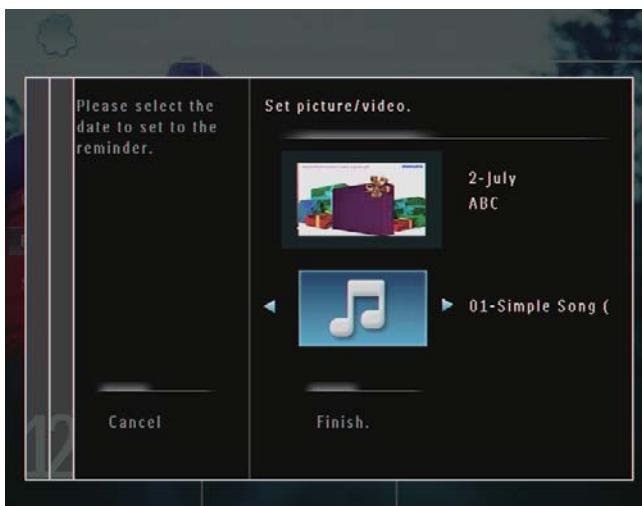 Please select the
date to set to the
reminder.
Cancel
Set picture/video.
2-July
ABC
01-Simple Song (
Finish.
12